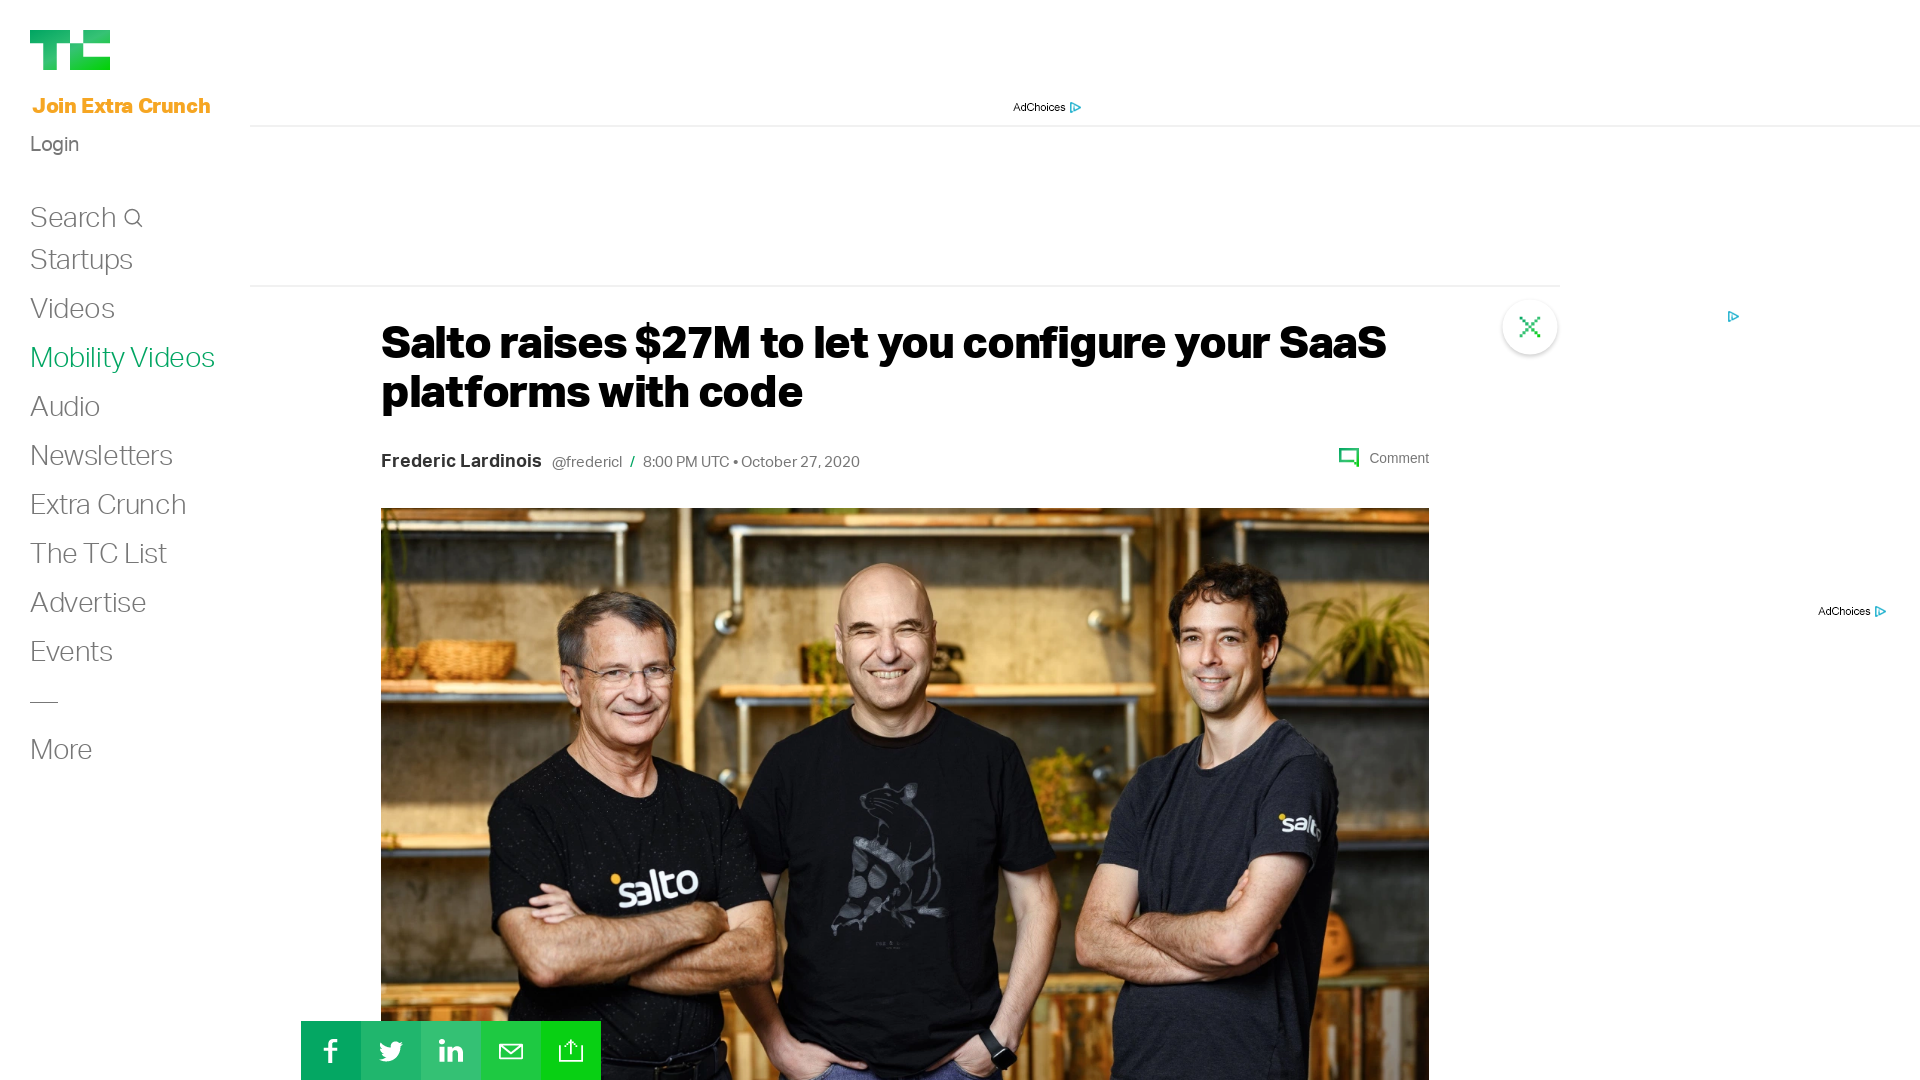 TC
Join Extra Crunch
Login
Search
Startups
Videos
Mobility Videos
Audio
Newsletters
Extra Crunch
The TC List
Advertise
Events
More
AdChoices
Salto raises $27M to let you configure your SaaS
platforms with code
Frederic Lardinois @fredericl / 8:00 PM UTC • October 27, 2020
Comment
salto
salto
AdChoices